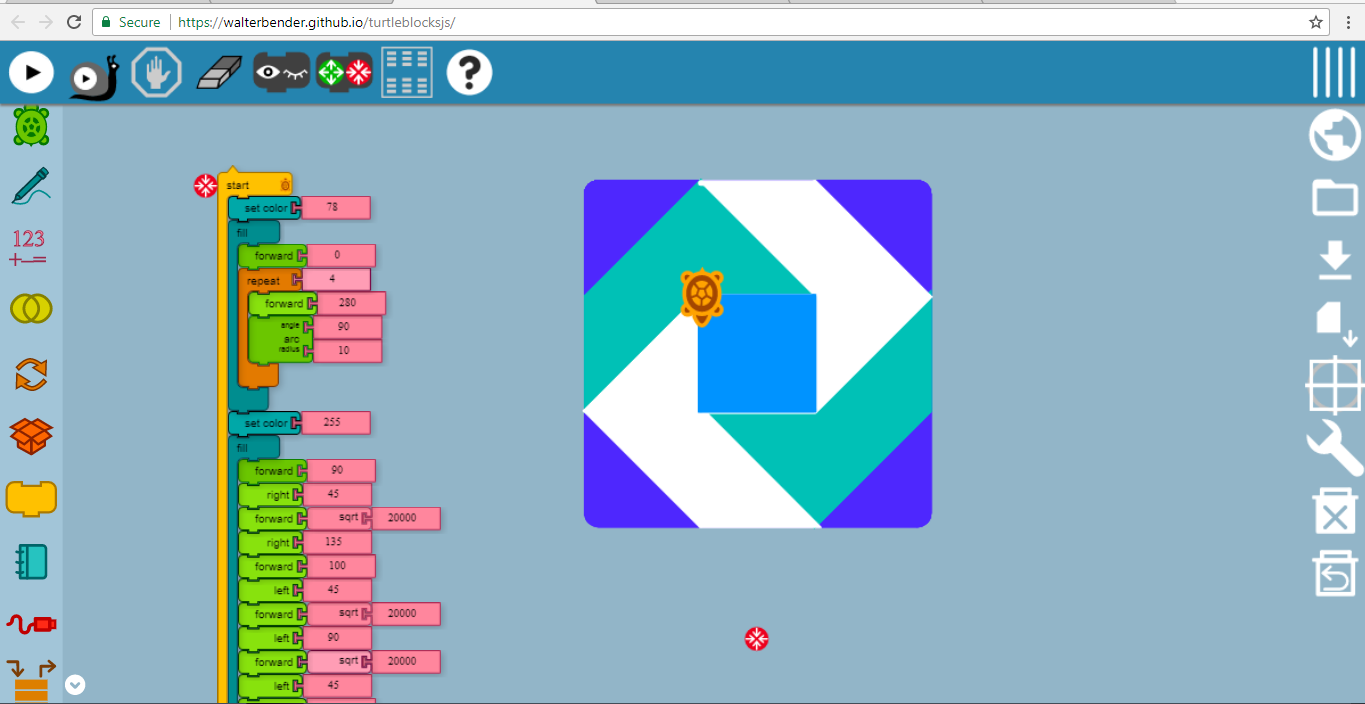 Secure https://walterbender.github.io/turtleblocksjs/
?
start
set color 78
fill
forward 0
repeat 4
forward 280
angle 90
arc
radius 10
set color 255
fill
forward 90
right 45
forward sqrt 20000
right 135
forward 100
left 45
forward sqrt 20000
left 90
forward sqrt 20000
left 45
123
+−=